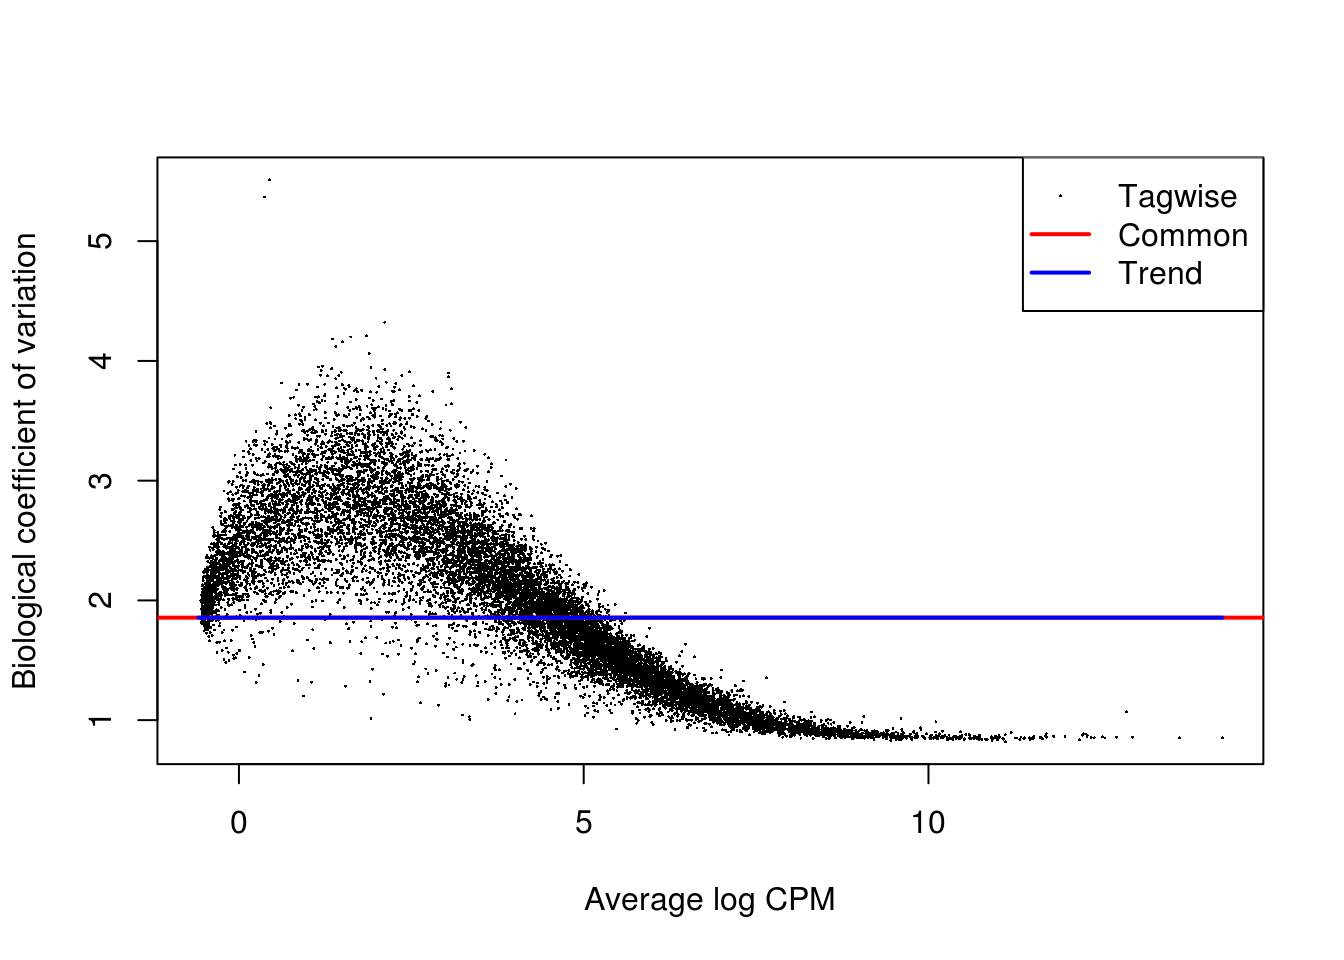 Tagwise
Common
Trend
Biological coefficient of variation
5
4
3
2
1
0
5
10
Average log CPM